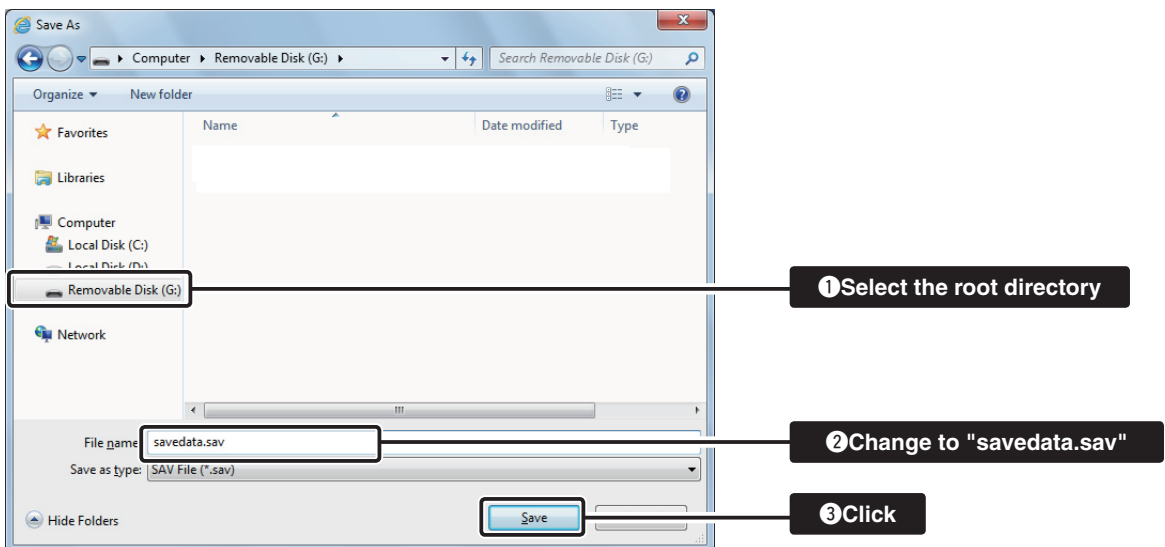 Save As
x
Computer ▸ Removable Disk (G:) ▸
Search Removable Disk (G:)
Organize ▾ New folder
?
Name Date modified Type
Favorites
Libraries
Computer
Local Disk (C:)
Local Disk (D:)
Removable Disk (G:)
❶Select the root directory
Network
File name: savedata.sav
❷Change to "savedata.sav"
Save as type: SAV File (*.sav)
Hide Folders
Save
❸Click